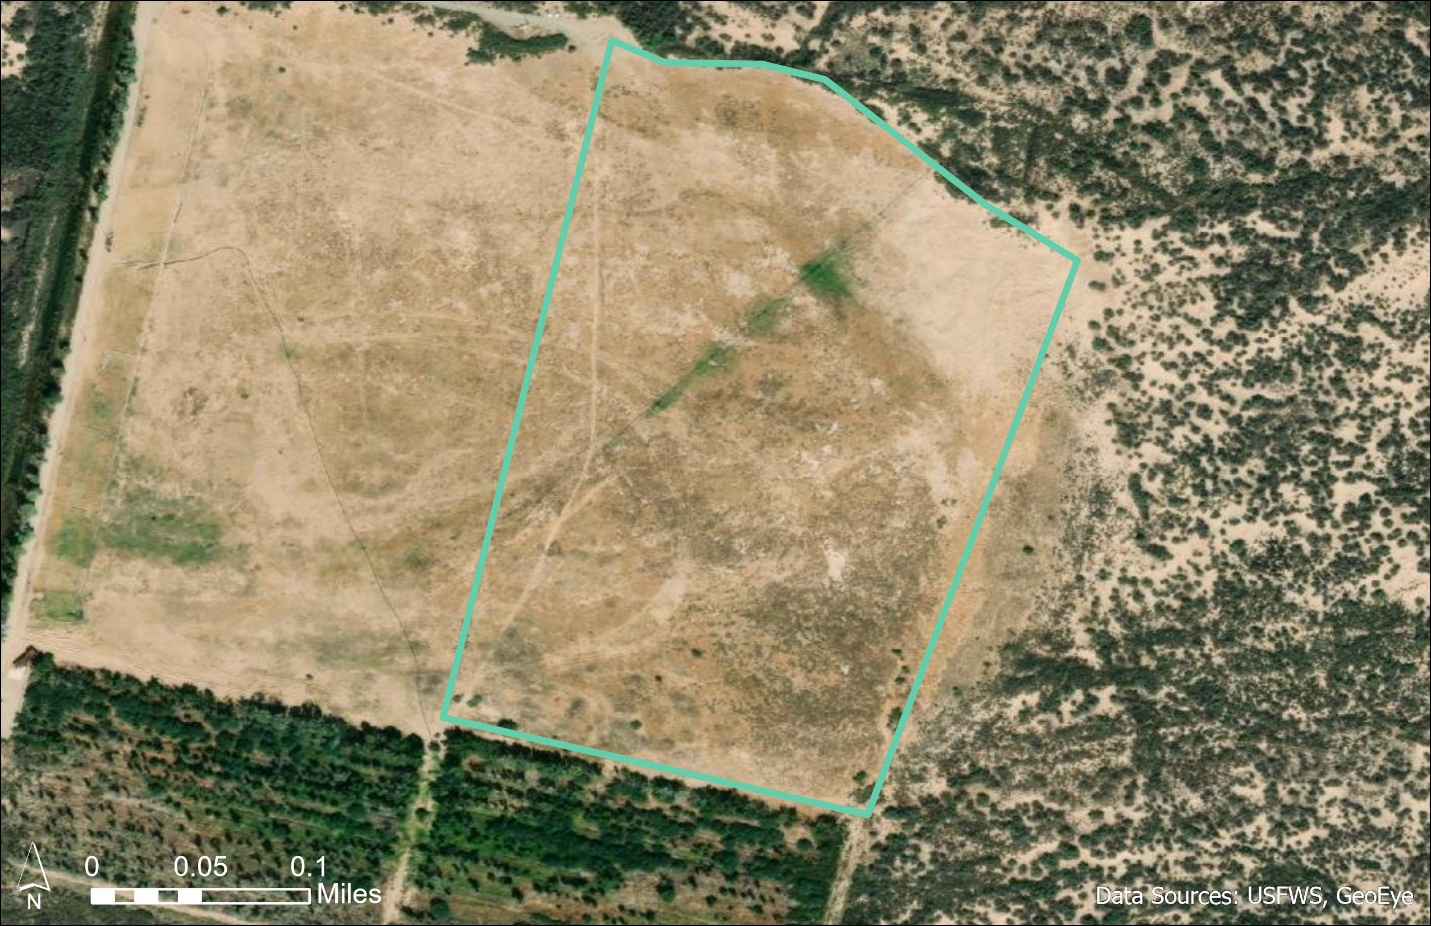 0 0.05 0.1
Miles
N
Data Sources: USFWS, GeoEye